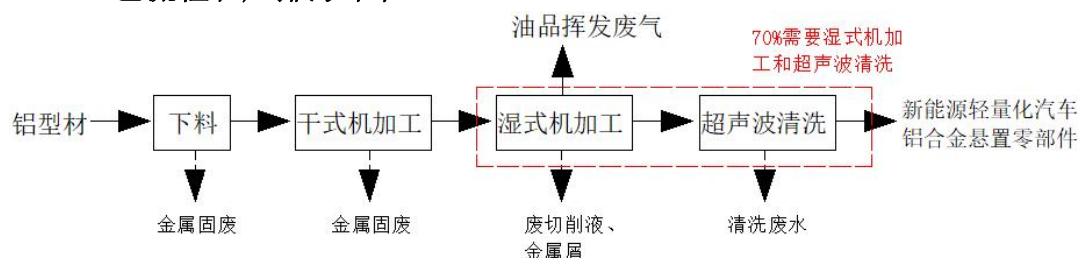 油品挥发废气
70%需要湿式机加
工和超声波清洗
铝型材
下料
干式机加工
湿式机加工
超声波清洗
新能源轻量化汽车
铝合金悬置零部件
金属固废
金属固废
废切削液、
金属屑
清洗废水